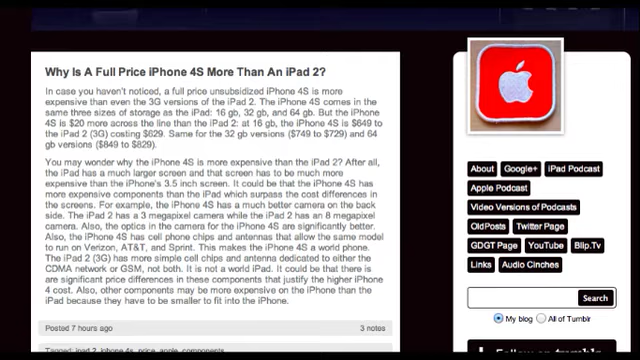 Why Is A Full Price iPhone 4S More Than An iPad 2?
In case you haven't noticed, a full price unsubsidized iPhone 4S is more
expensive than even the 3G versions of the iPad 2. The iPhone 4S comes in the
same three sizes of storage as the iPad: 16 gb, 32 gb, and 64 gb. But the
iPhone 4S is $20 more across the line than the iPad 2: at 16 gb, the iPhone 4S is $649 to
the iPad 2 (3G) costing $629. Same for the 32 gb versions ($749 to $729) and 64
gb versions ($849 to $829).
You may wonder why the iPhone 4S is more expensive than the iPad 2? After all,
the iPad has a much larger screen and that screen has to be much more
expensive than the iPhone's 3.5 inch screen. It could be that the iPhone 4S has
more expensive components than the iPad which surpass the cost differences in
the screens. For example, the iPhone 4S has a much better camera on the back
side. The iPad 2 has a 3 megapixel camera while the iPad 2 has an 8 megapixel
camera. Also, the optics in the camera for the iPhone 4S are significantly better.
Also, the iPhone 4S has cell phone chips and antennas that allow the same model
to run on Verizon, AT&T, and Sprint. This makes the iPhone 4S a world phone.
The iPad 2 (3G) has more simple cell chips and antenna dedicated to either the
CDMA network or GSM, not both. It is not a world iPad. It could be that there
are significant price differences in these components that justify the higher iPhone
4 cost. Also, other components may be more expensive on the iPhone than the
iPad because they have to be smaller to fit into the iPhone.
Posted 7 hours ago 3 notes
Tagged: ipad 2, iphone 4s, price, apple, components
About Google+ iPad Podcast
Apple Podcast
Video Versions of Podcasts
OldPosts Twitter Page
GDGT Page YouTube Blip.Tv
Links Audio Cinches
Search
My blog All of Tumblr
Follow on tumblr